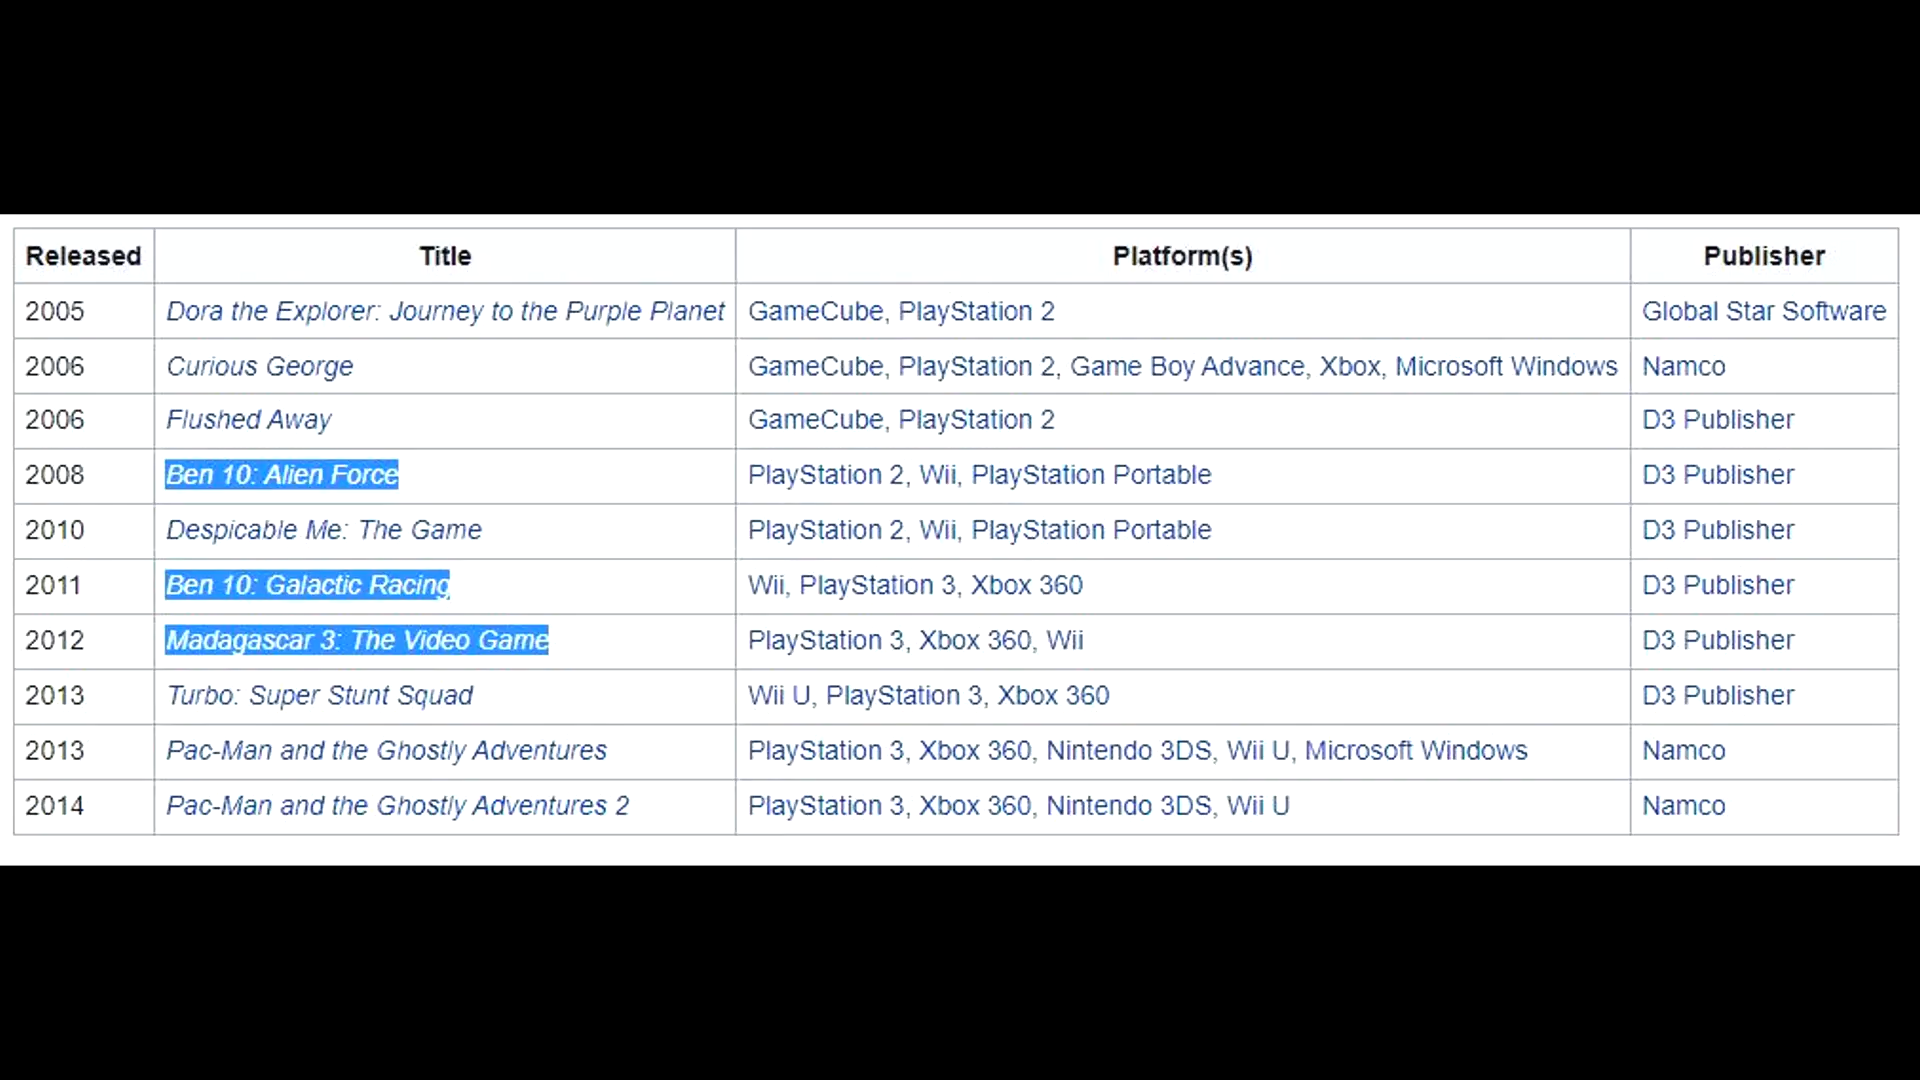 Released Title Platform(s) Publisher
2005 Dora the Explorer: Journey to the Purple Planet GameCube, PlayStation 2 Global Star Software
2006 Curious George GameCube, PlayStation 2, Game Boy Advance, Xbox, Microsoft Windows Namco
2006 Flushed Away GameCube, PlayStation 2 D3 Publisher
2008 Ben 10: Alien Force PlayStation 2, Wii, PlayStation Portable D3 Publisher
2010 Despicable Me: The Game PlayStation 2, Wii, PlayStation Portable D3 Publisher
2011 Ben 10: Galactic Racing Wii, PlayStation 3, Xbox 360 D3 Publisher
2012 Madagascar 3: The Video Game PlayStation 3, Xbox 360, Wii D3 Publisher
2013 Turbo: Super Stunt Squad Wii U, PlayStation 3, Xbox 360 D3 Publisher
2013 Pac-Man and the Ghostly Adventures PlayStation 3, Xbox 360, Nintendo 3DS, Wii U, Microsoft Windows Namco
2014 Pac-Man and the Ghostly Adventures 2 PlayStation 3, Xbox 360, Nintendo 3DS, Wii U Namco